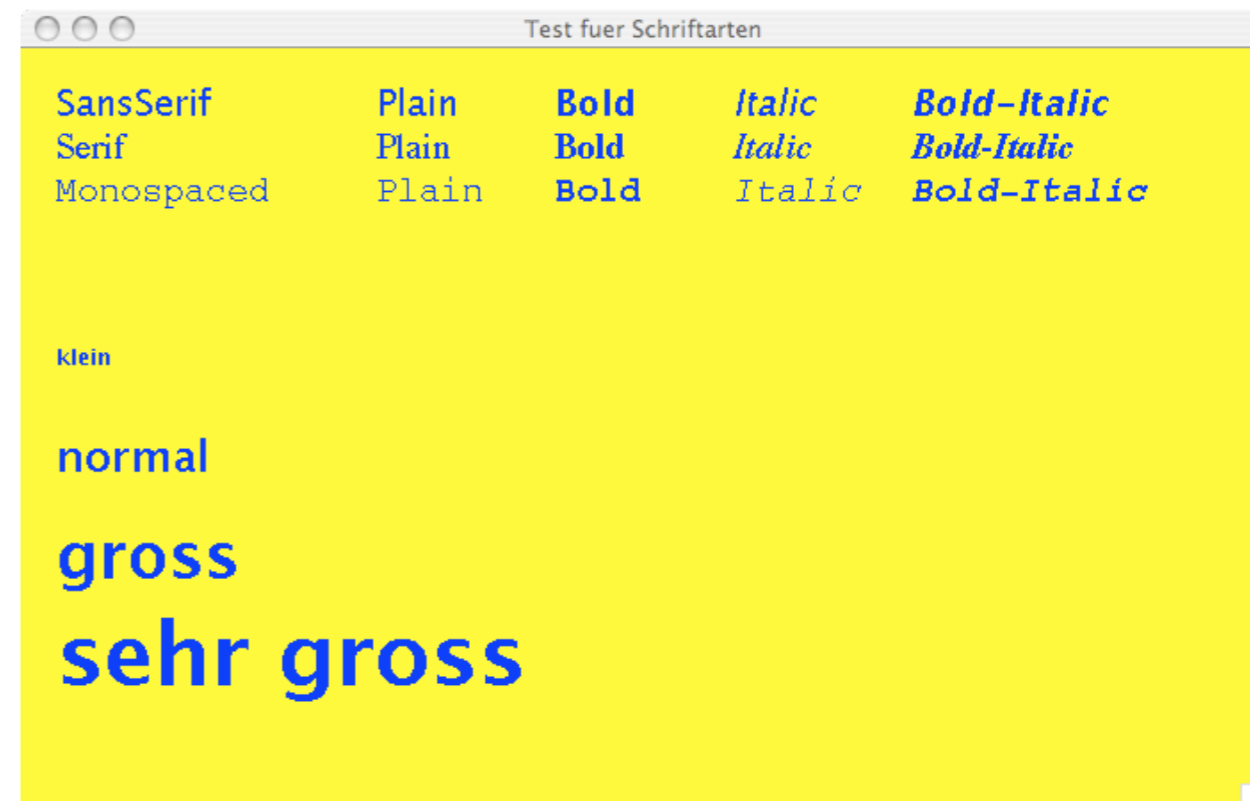 Test fuer Schriftarten
SansSerif Plain Bold Italic Bold-Italic
Serif Plain Bold Italic Bold-Italic
Monospaced Plain Bold Italic Bold-Italic
klein
normal
gross
sehr gross